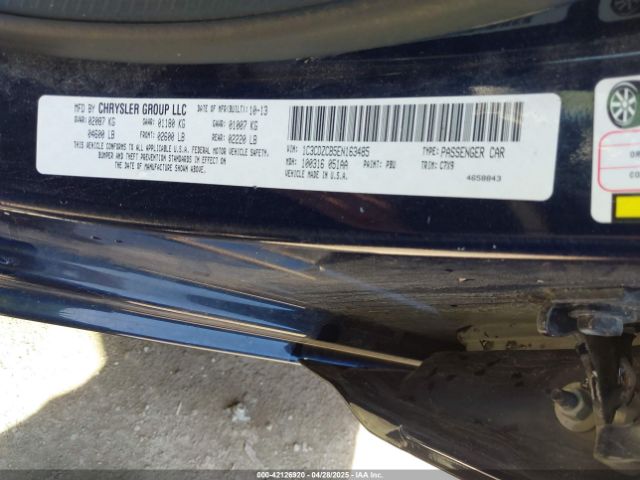 MFD BY CHRYSLER GROUP LLC DATE OF MFR(BUILT): 10-13
GVWR: 02087 KG GAWR: 01180 KG GAWR: 01007 KG
04600 LB FRONT: 02600 LB REAR: 02220 LB
THIS VEHICLE CONFORMS TO ALL APPLICABLE U.S.A. FEDERAL MOTOR VEHICLE SAFETY,
BUMPER AND THEFT PREVENTION STANDARDS IN EFFECT ON
THE DATE OF MANUFACTURE SHOWN ABOVE.
VIN: 1C3CDZCB5EN163485 TYPE: PASSENGER CAR
MDH: 100316 051AA PAINT: PBU TRIM: C7X9
VEHICLE MADE IN U.S.A. 4658843
000-42126920 04/28/2025 IAAI.COM